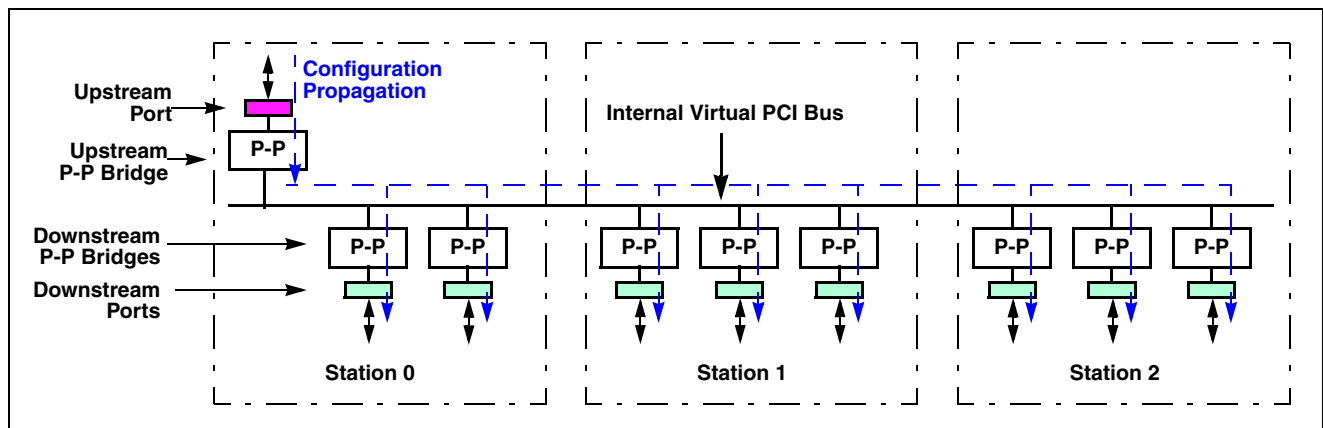 Configuration
Propagation
Upstream
Port
Internal Virtual PCI Bus
P-P
Upstream
P-P Bridge
Downstream
P-P Bridges
P-P
P-P
P-P
P-P
P-P
P-P
P-P
P-P
Downstream
Ports
Station 0
Station 1
Station 2